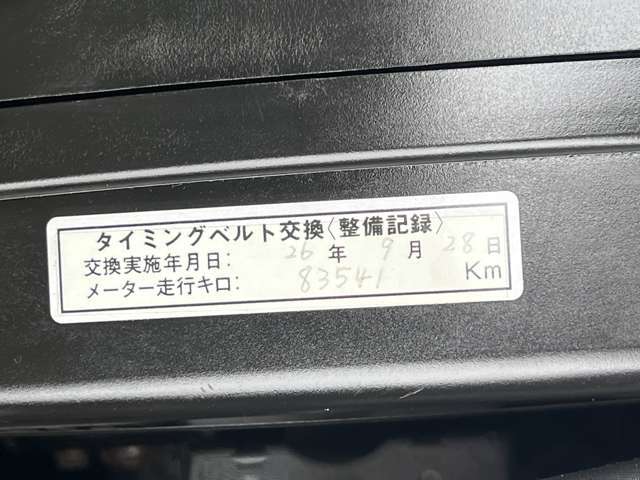 タイミングベルト交換〈整備記録〉
交換実施年月日: 26 年 9 月 28 日
メーター走行キロ: 83541 Km